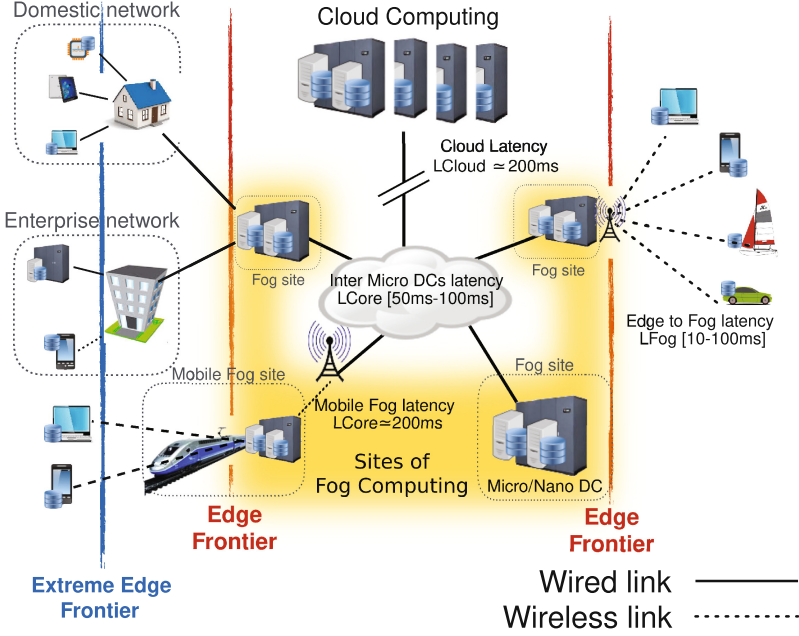 Domestic network
Cloud Computing
Cloud Latency
LCloud ≃200ms
Enterprise network
Fog site
Fog site
Inter Micro DCs latency
LCore [50ms-100ms]
Edge to Fog latency
LFog [10-100ms]
Mobile Fog site
Fog site
Mobile Fog latency
LCore≃200ms
Sites of
Fog Computing
Micro/Nano DC
Edge
Frontier
Edge
Frontier
Extreme Edge
Frontier
Wired link
Wireless link